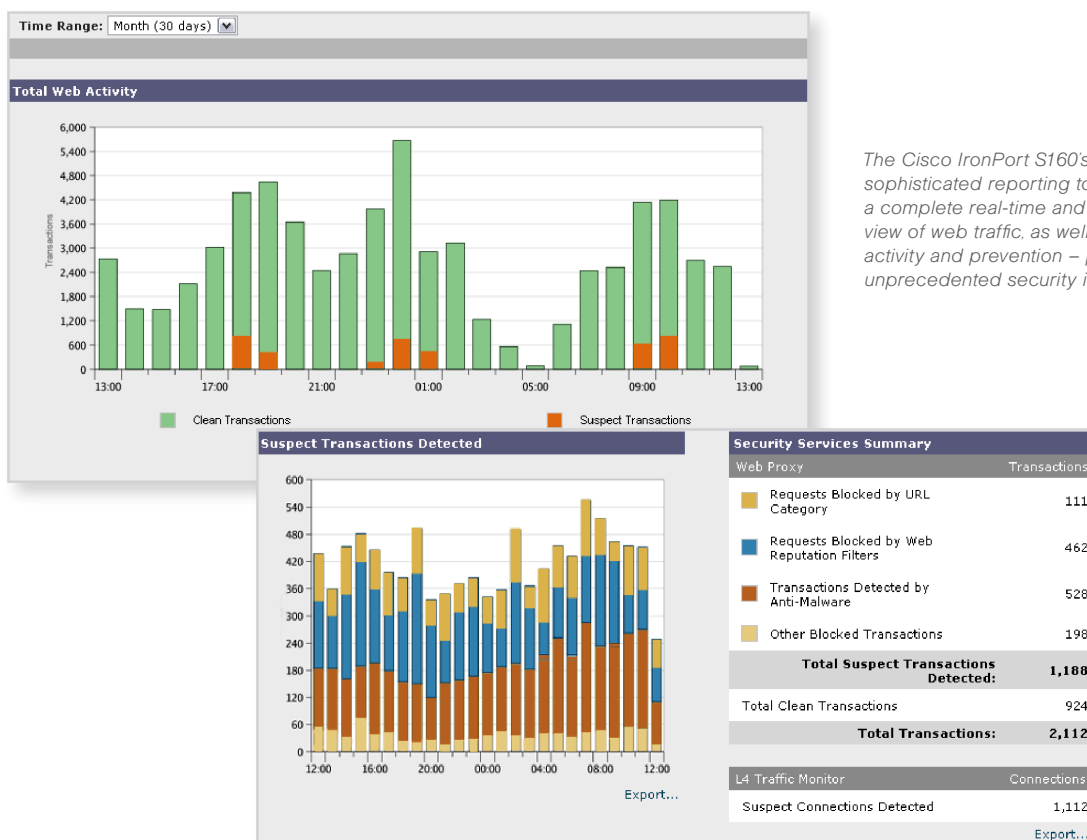 Time Range: Month (30 days)
Total Web Activity
6,000
5,400
4,800
4,200
3,600
3,000
2,400
1,800
1,200
600
0
Transactions
13:00 17:00 21:00 01:00 05:00 09:00 13:00
Clean Transactions Suspect Transactions
The Cisco IronPort S160's
sophisticated reporting
a complete real-time and
view of web traffic, as well
activity and prevention –
unprecedented security
Suspect Transactions Detected
600
540
480
420
360
300
240
180
120
60
0
12:00 16:00 20:00 00:00 04:00 08:00 12:00
Export...
Security Services Summary
Web Proxy Transactions
Requests Blocked by URL
Category 111
Requests Blocked by Web
Reputation Filters 462
Transactions Detected by
Anti-Malware 528
Other Blocked Transactions 198
Total Suspect Transactions
Detected: 1,188
Total Clean Transactions 924
Total Transactions: 2,112
L4 Traffic Monitor Connections
Suspect Connections Detected 1,112
Export...